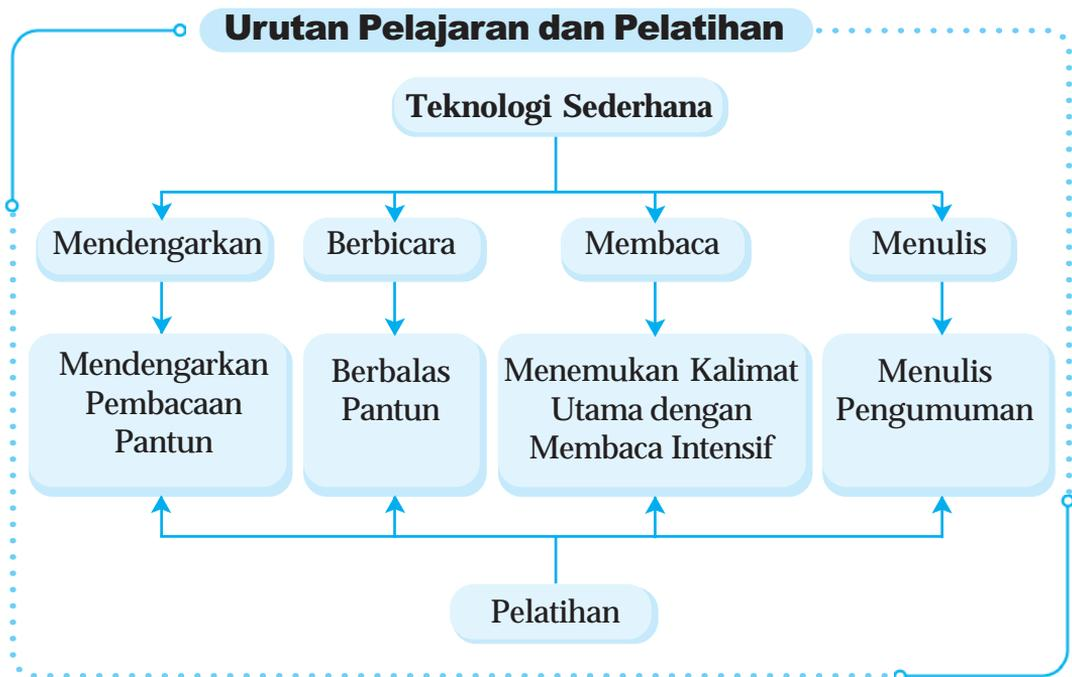 Urutan Pelajaran dan Pelatihan
Teknologi Sederhana
Mendengarkan
Berbicara
Membaca
Menulis
Mendengarkan
Pembacaan
Pantun
Berbalas
Pantun
Menemukan Kalimat
Utama dengan
Membaca Intensif
Menulis
Pengumuman
Pelatihan